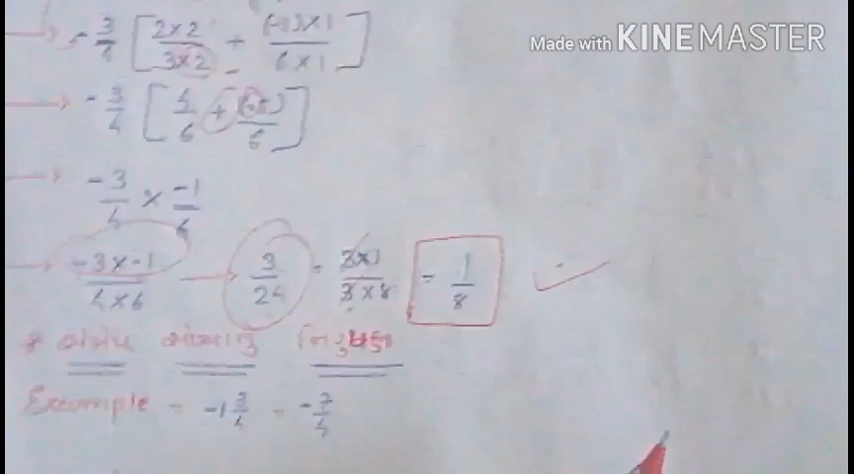 Made with KINEMASTER
→ -3/4 [ 2×2/3×2 + (-5)×1/6×1 ]
→ -3/4 [ 4/6 + (-5)/6 ]
→ -3/4 × -1/6
→ -3×-1/4×6 → 3/24 = 3×1/3×8 = 1/8
* સંમેય સંખ્યાનું નિરૂપણ
Example = -1 3/4 = -7/4